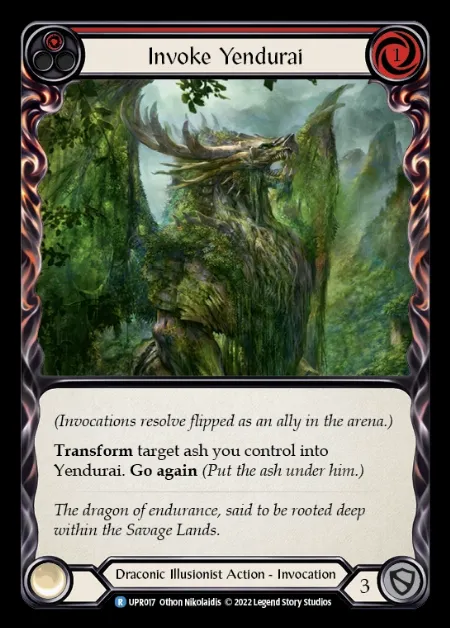 Invoke Yendurai
1
(Invocations resolve flipped as an ally in the arena.)
Transform target ash you control into
Yendurai. Go again (Put the ash under him.)
The dragon of endurance, said to be rooted deep
within the Savage Lands.
Draconic Illusionist Action - Invocation
3
R UPR017 Othon Nikolaidis © 2022 Legend Story Studios